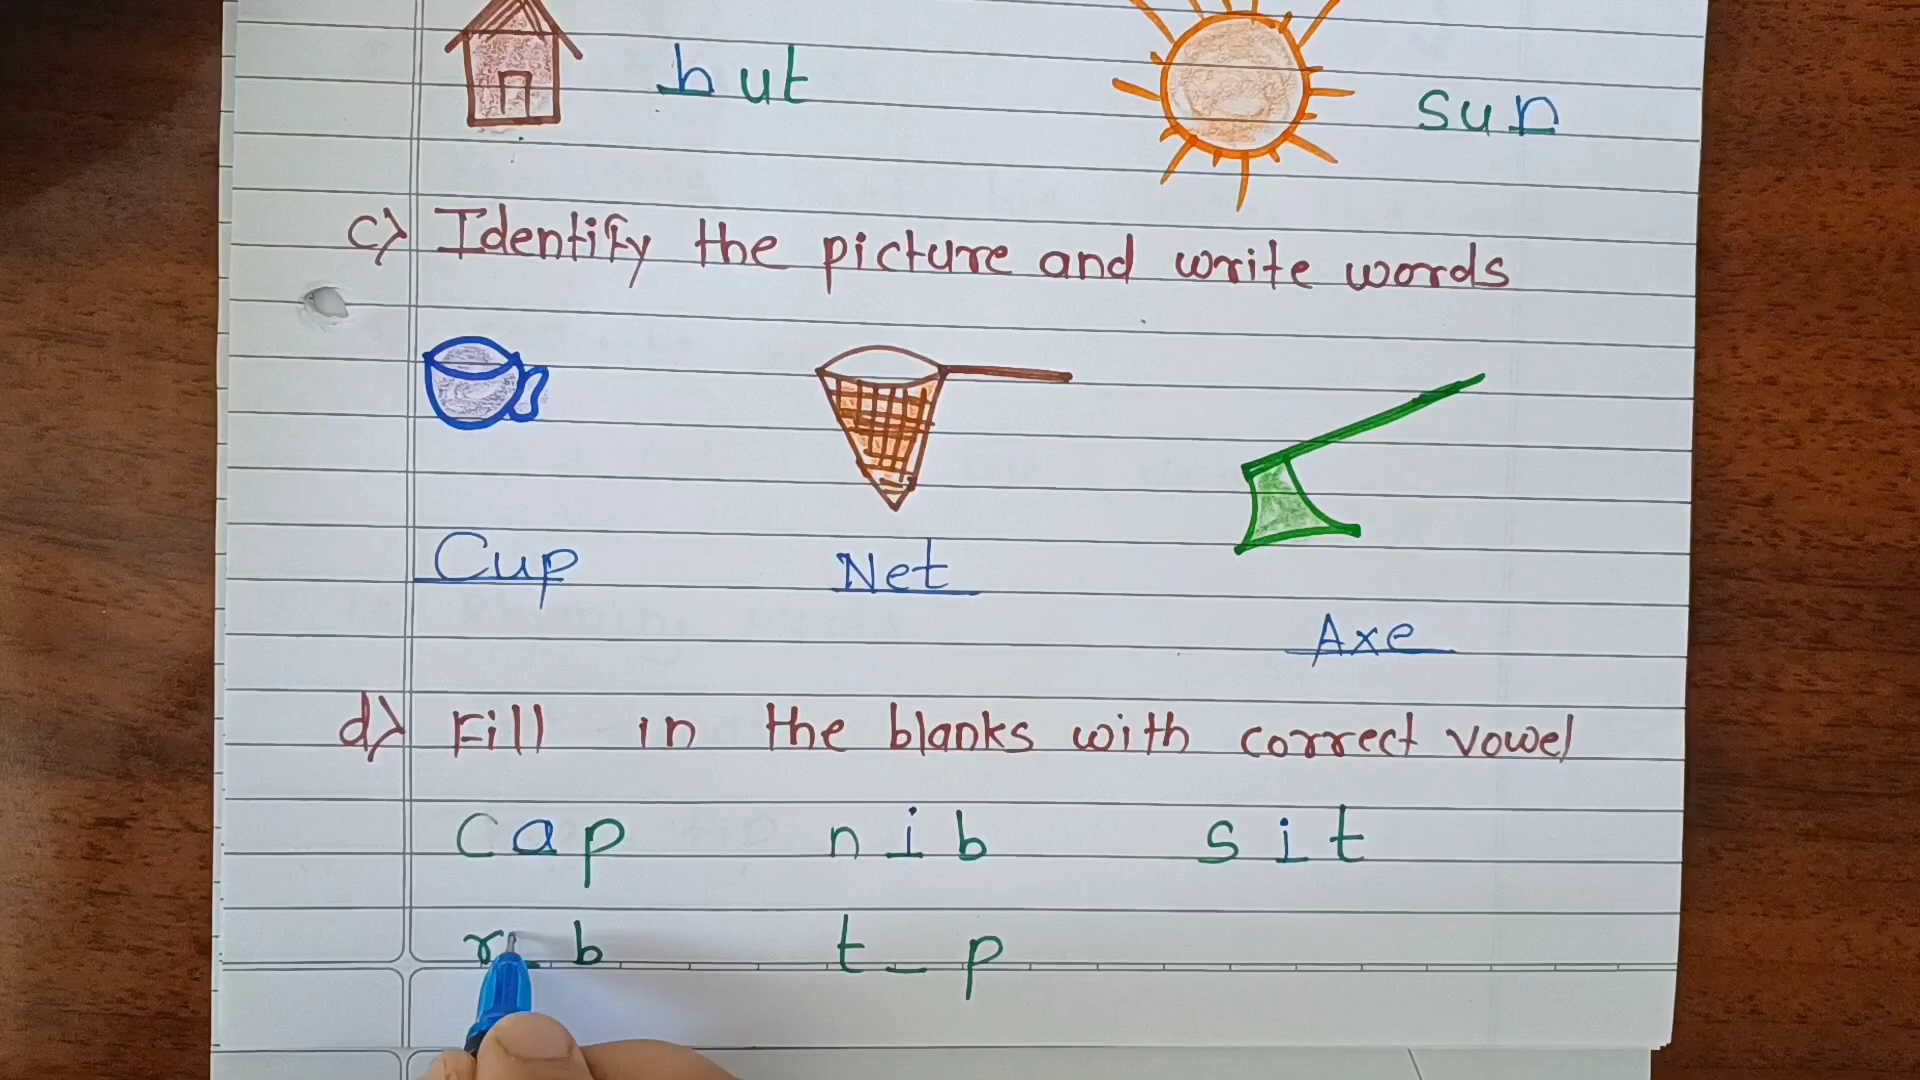 hut sun
c) Identify the picture and write words
Cup Net
Axe
d) Fill in the blanks with correct vowel
cap nib sit
r_b t_p